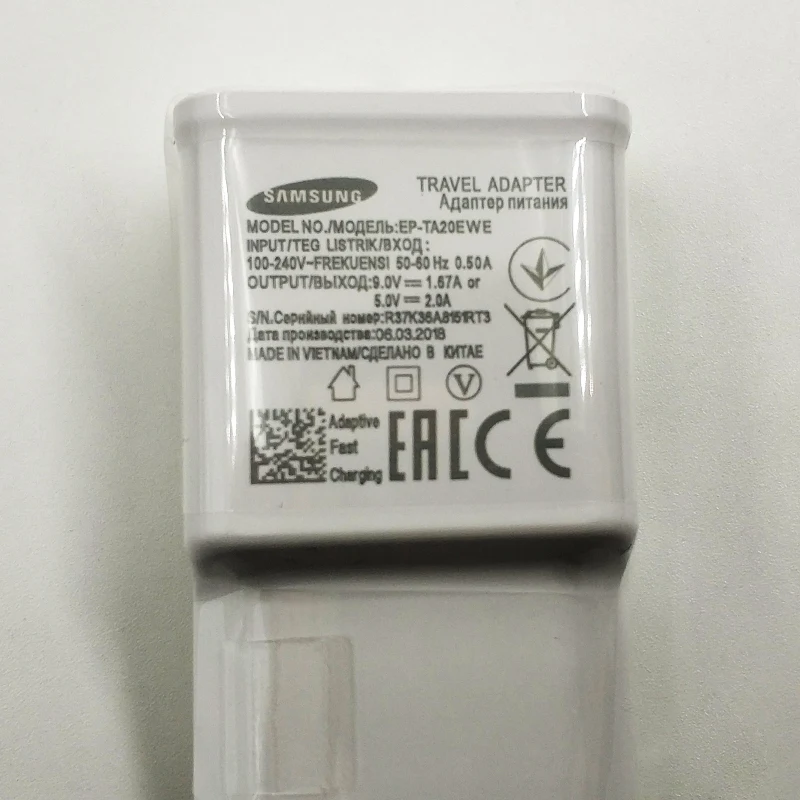 SAMSUNG
TRAVEL ADAPTER
Адаптер питания
MODEL NO./МОДЕЛЬ:EP-TA20EWE
INPUT/TEG LISTRIK/ВХОД:
100-240V~FREKUENSI 50-60 Hz 0.50A
OUTPUT/ВЫХОД:9.0V⎓1.67A or
5.0V⎓2.0A
S/N.Серийный номер:R37K36A8151RT3
Дата производства:06.03.2018
MADE IN VIETNAM/СДЕЛАНО В КИТАЕ
V
Adaptive
Fast
Charging
EAC CE